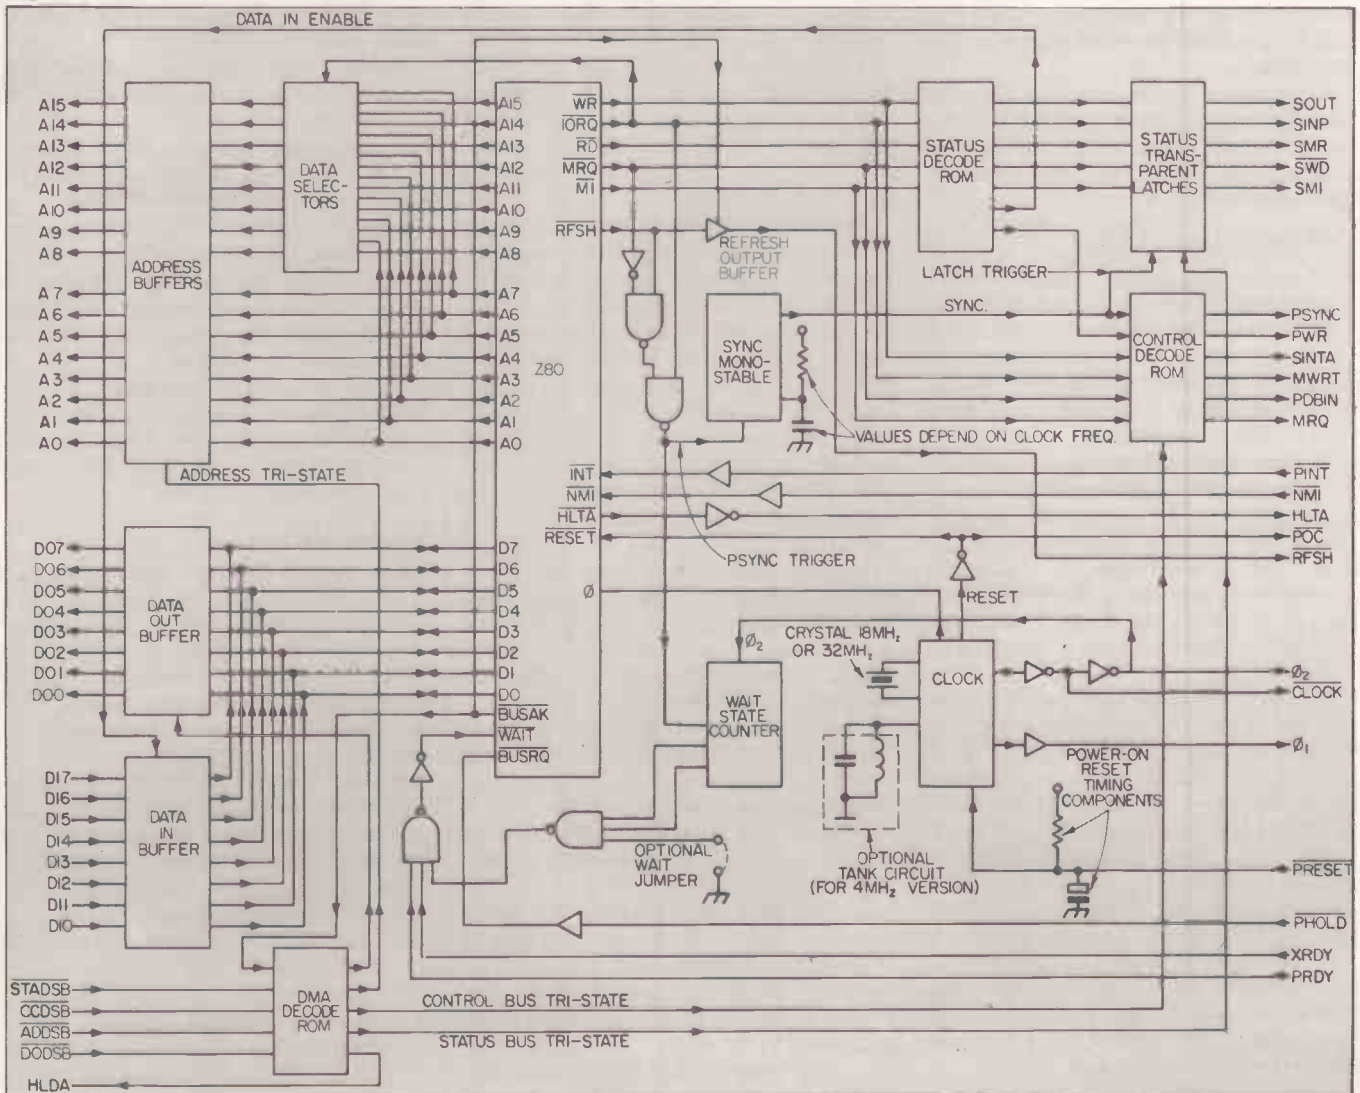 DATA IN ENABLE
A15
A14
A13
A12
A11
A10
A9
A8
A7
A6
A5
A4
A3
A2
A1
A0
ADDRESS
BUFFERS
DATA
SELEC-
TORS
A15
A14
A13
A12
A11
A10
A9
A8
A7
A6
A5
A4
A3
A2
A1
A0
Z80
WR
IORQ
RD
MRQ
M1
RFSH
REFRESH
OUTPUT
BUFFER
STATUS
DECODE
ROM
STATUS
TRANS-
PARENT
LATCHES
SOUT
SINP
SMR
SWD
SMI
LATCH TRIGGER
SYNC.
SYNC
MONO-
STABLE
CONTROL
DECODE
ROM
PSYNC
PWR
SINTA
MWRT
PDBIN
MRQ
VALUES DEPEND ON CLOCK FREQ.
ADDRESS TRI-STATE
INT
NMI
HLTA
RESET
PINT
NMI
HLTA
POC
RFSH
PSYNC TRIGGER
RESET
DO7
DO6
DO5
DO4
DO3
DO2
DO1
DO0
DATA
OUT
BUFFER
D7
D6
D5
D4
D3
D2
D1
D0
BUSAK
WAIT
BUSRQ
Ø
Ø2
CRYSTAL 18MHz
OR 32MHz
CLOCK
WAIT
STATE
COUNTER
Ø2
CLOCK
Ø1
POWER-ON
RESET
TIMING
COMPONENTS
DI7
DI6
DI5
DI4
DI3
DI2
DI1
DI0
DATA
IN
BUFFER
OPTIONAL
WAIT
JUMPER
OPTIONAL
TANK CIRCUIT
(FOR 4MHz VERSION)
PRESET
PHOLD
XRDY
PRDY
STADSB
CCDSB
ADDSB
DODSB
HLDA
DMA
DECODE
ROM
CONTROL BUS TRI-STATE
STATUS BUS TRI-STATE